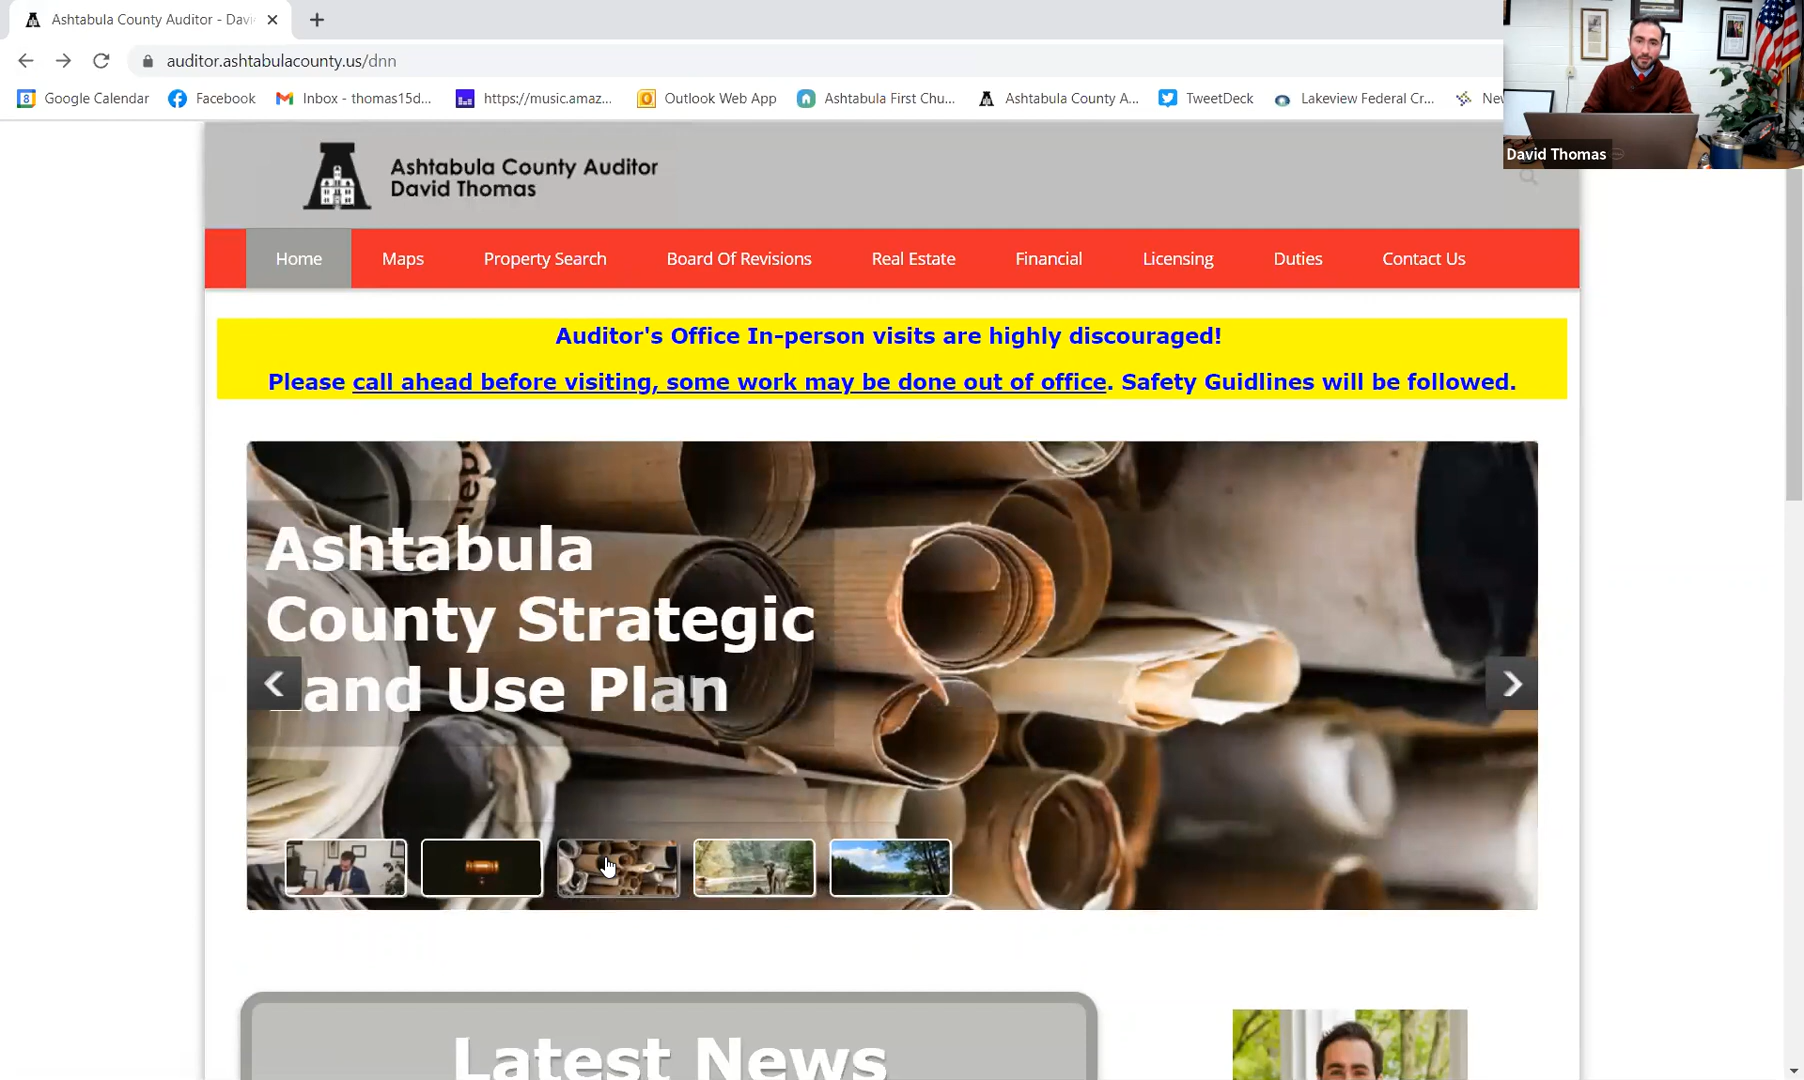 Ashtabula County Auditor - Davi
auditor.ashtabulacounty.us/dnn
Google Calendar
Facebook
Inbox - thomas15d...
https://music.amaz...
Outlook Web App
Ashtabula First Chu...
Ashtabula County A...
TweetDeck
Lakeview Federal Cr...
New
David Thomas
Ashtabula County Auditor
David Thomas
Home
Maps
Property Search
Board Of Revisions
Real Estate
Financial
Licensing
Duties
Contact Us
Auditor's Office In-person visits are highly discouraged!
Please call ahead before visiting, some work may be done out of office. Safety Guidlines will be followed.
Ashtabula
County Strategic
and Use Plan
Latest News